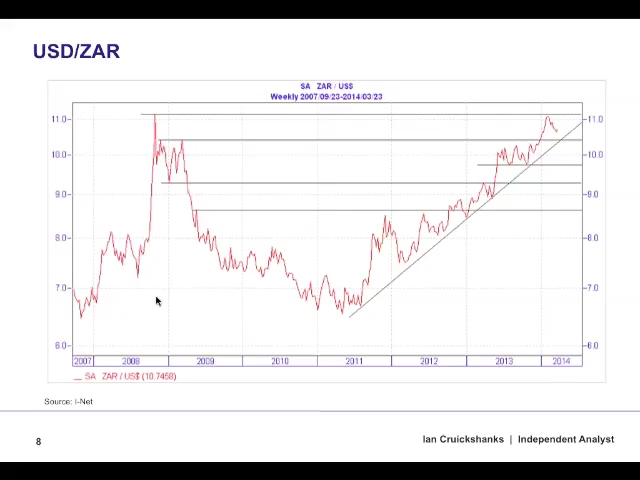 USD/ZAR
SA ZAR / US$
Weekly 2007/09/23-2014/03/23
11.0 11.0
10.0 10.0
9.0 9.0
8.0 8.0
7.0 7.0
6.0 6.0
2007 2008 2009 2010 2011 2012 2013 2014
SA ZAR / US$ (10.7458)
Source: I-Net
8
Ian Cruickshanks | Independent Analyst